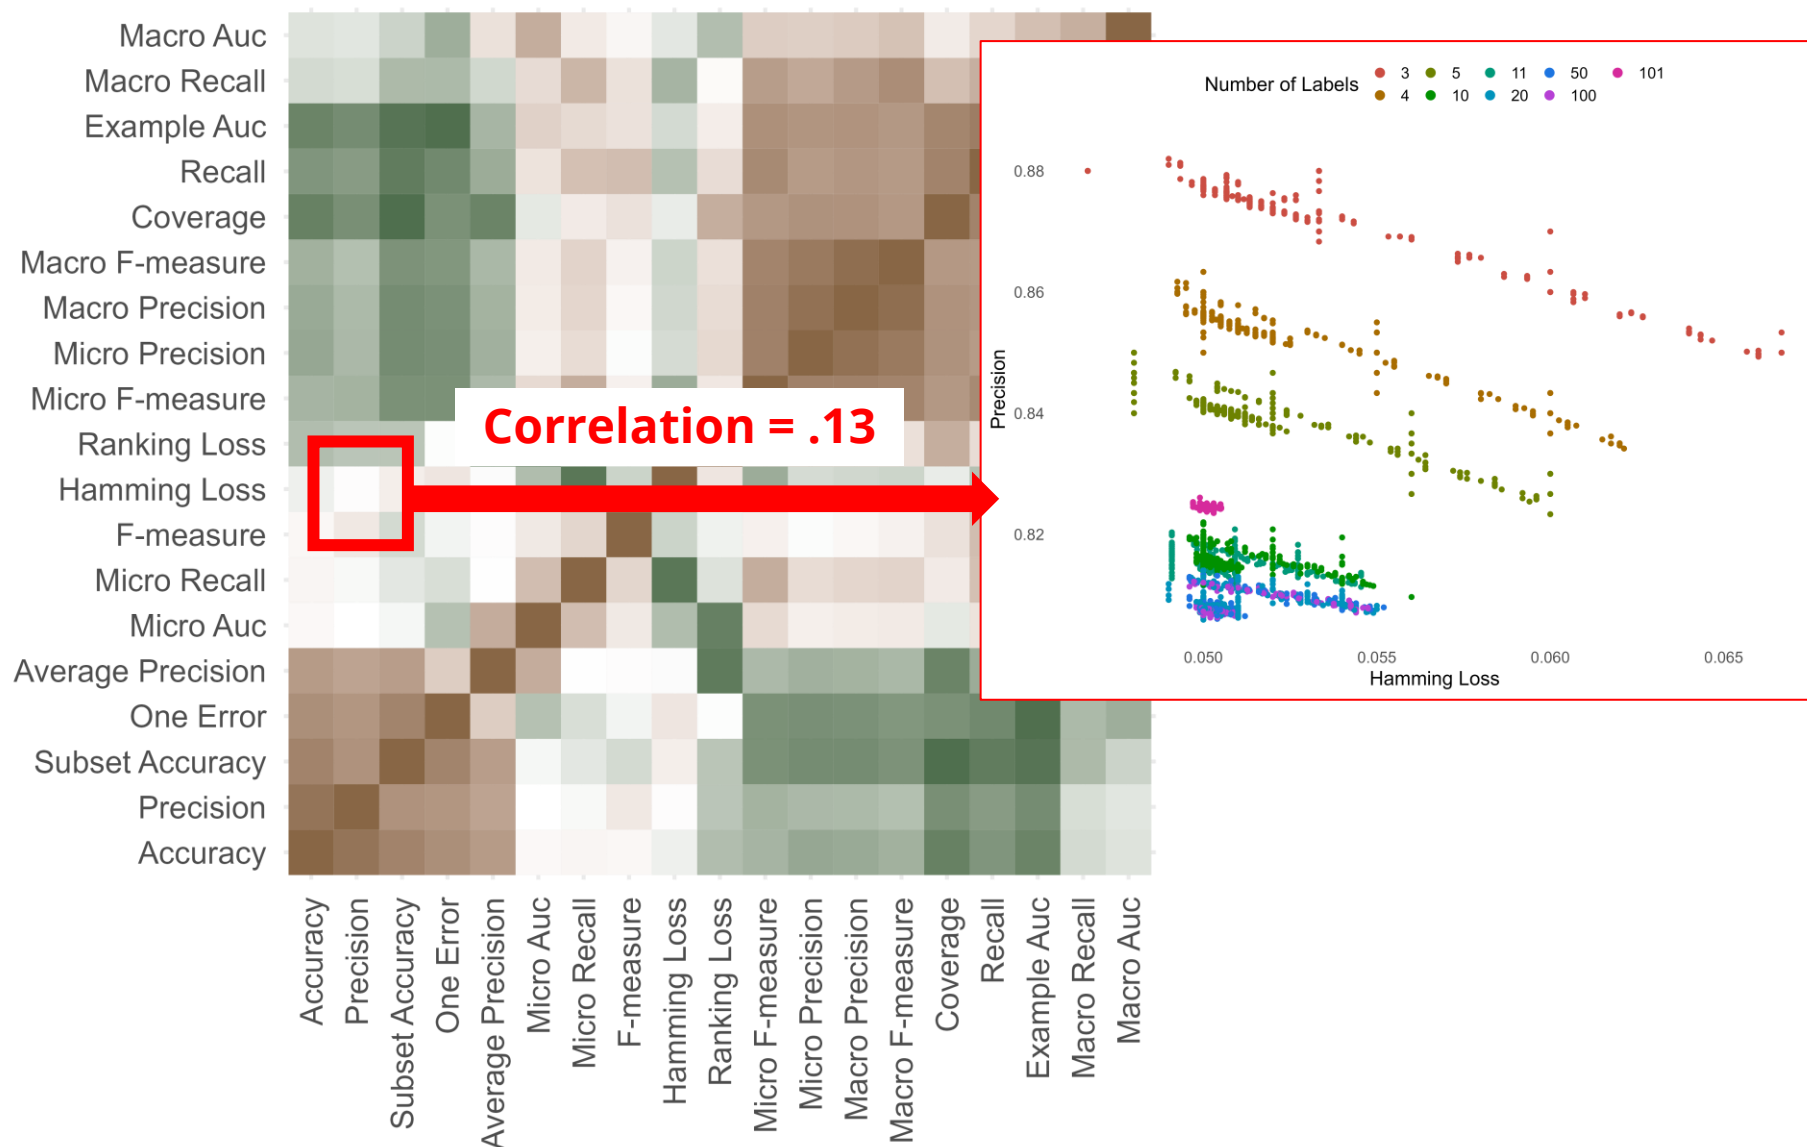 Macro Auc
Macro Recall
Example Auc
Recall
Coverage
Macro F-measure
Macro Precision
Micro Precision
Micro F-measure
Ranking Loss
Hamming Loss
F-measure
Micro Recall
Micro Auc
Average Precision
One Error
Subset Accuracy
Precision
Accuracy
Accuracy
Precision
Subset Accuracy
One Error
Average Precision
Micro Auc
Micro Recall
F-measure
Hamming Loss
Ranking Loss
Micro F-measure
Micro Precision
Macro Precision
Macro F-measure
Coverage
Recall
Example Auc
Macro Recall
Macro Auc
Correlation = .13
Number of Labels
3 5 11 50 101
4 10 20 100
Precision
0.88
0.86
0.84
0.82
0.050 0.055 0.060 0.065
Hamming Loss